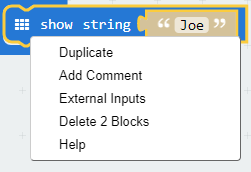 show string “ Joe ”
Duplicate
Add Comment
External Inputs
Delete 2 Blocks
Help